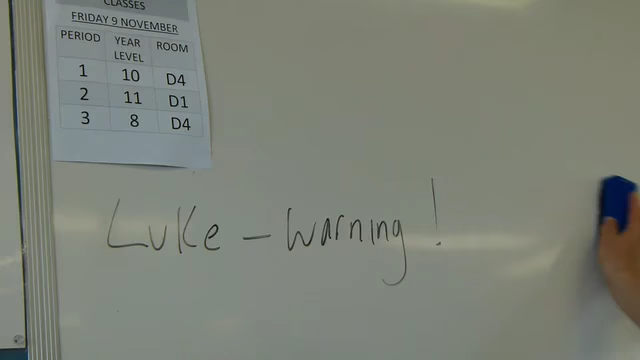 CLASSES
FRIDAY 9 NOVEMBER
PERIOD YEAR LEVEL ROOM
1 10 D4
2 11 D1
3 8 D4
Luke – Warning!